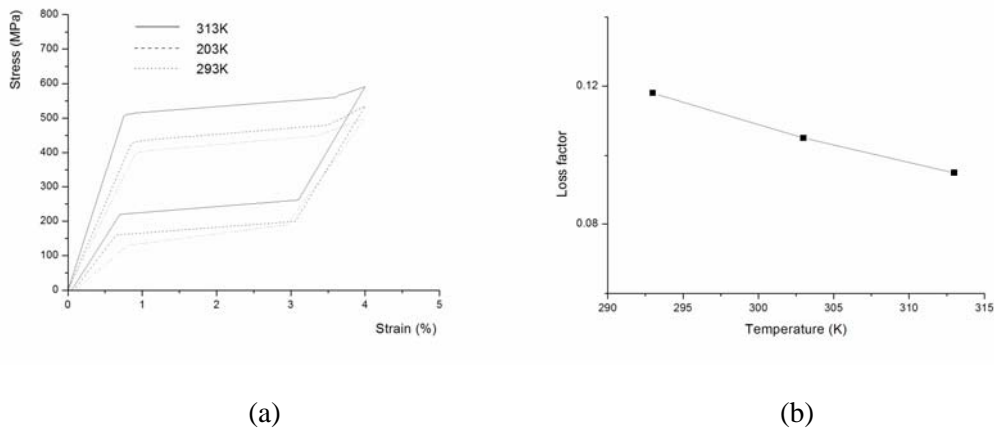 Stress (MPa)
800
700
600
500
400
300
200
100
0
313K
203K
293K
0 1 2 3 4 5
Strain (%)
Loss factor
0.12
0.08
290 295 300 305 310 315
Temperature (K)
(a) (b)